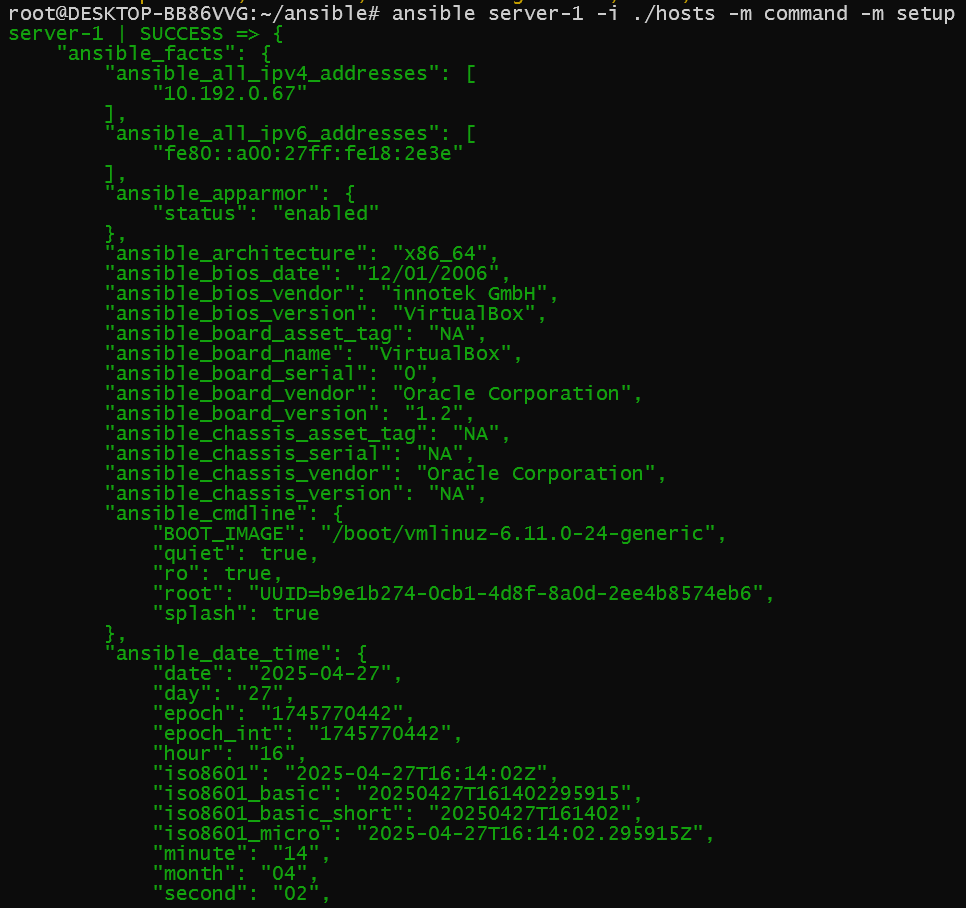 root@DESKTOP-BB86VVG:~/ansible# ansible server-1 -i ./hosts -m command -m setup
server-1 | SUCCESS => {
    "ansible_facts": {
        "ansible_all_ipv4_addresses": [
            "10.192.0.67"
        ],
        "ansible_all_ipv6_addresses": [
            "fe80::a00:27ff:fe18:2e3e"
        ],
        "ansible_apparmor": {
            "status": "enabled"
        },
        "ansible_architecture": "x86_64",
        "ansible_bios_date": "12/01/2006",
        "ansible_bios_vendor": "innotek GmbH",
        "ansible_bios_version": "VirtualBox",
        "ansible_board_asset_tag": "NA",
        "ansible_board_name": "VirtualBox",
        "ansible_board_serial": "0",
        "ansible_board_vendor": "Oracle Corporation",
        "ansible_board_version": "1.2",
        "ansible_chassis_asset_tag": "NA",
        "ansible_chassis_serial": "NA",
        "ansible_chassis_vendor": "Oracle Corporation",
        "ansible_chassis_version": "NA",
        "ansible_cmdline": {
            "BOOT_IMAGE": "/boot/vmlinuz-6.11.0-24-generic",
            "quiet": true,
            "ro": true,
            "root": "UUID=b9e1b274-0cb1-4d8f-8a0d-2ee4b8574eb6",
            "splash": true
        },
        "ansible_date_time": {
            "date": "2025-04-27",
            "day": "27",
            "epoch": "1745770442",
            "epoch_int": "1745770442",
            "hour": "16",
            "iso8601": "2025-04-27T16:14:02Z",
            "iso8601_basic": "20250427T161402295915",
            "iso8601_basic_short": "20250427T161402",
            "iso8601_micro": "2025-04-27T16:14:02.295915Z",
            "minute": "14",
            "month": "04",
            "second": "02",